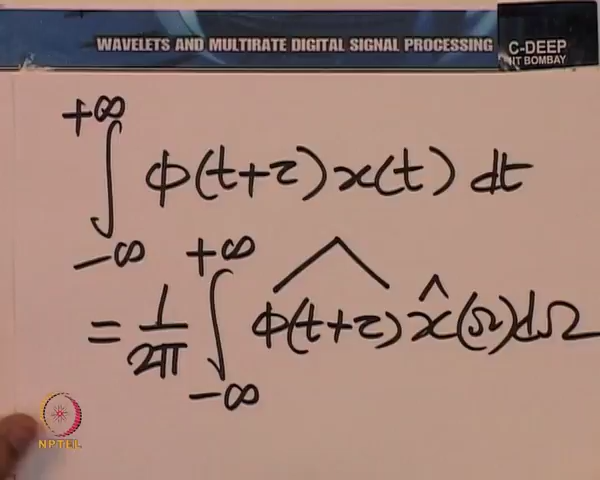 WAVELETS AND MULTIRATE DIGITAL SIGNAL PROCESSING
C-DEEP
IIT BOMBAY
+∞
∫ φ(t+τ) x(t) dt
-∞ +∞
= 1/2π ∫ φ(t+τ)^ x̂(Ω)dΩ
-∞
NPTEL